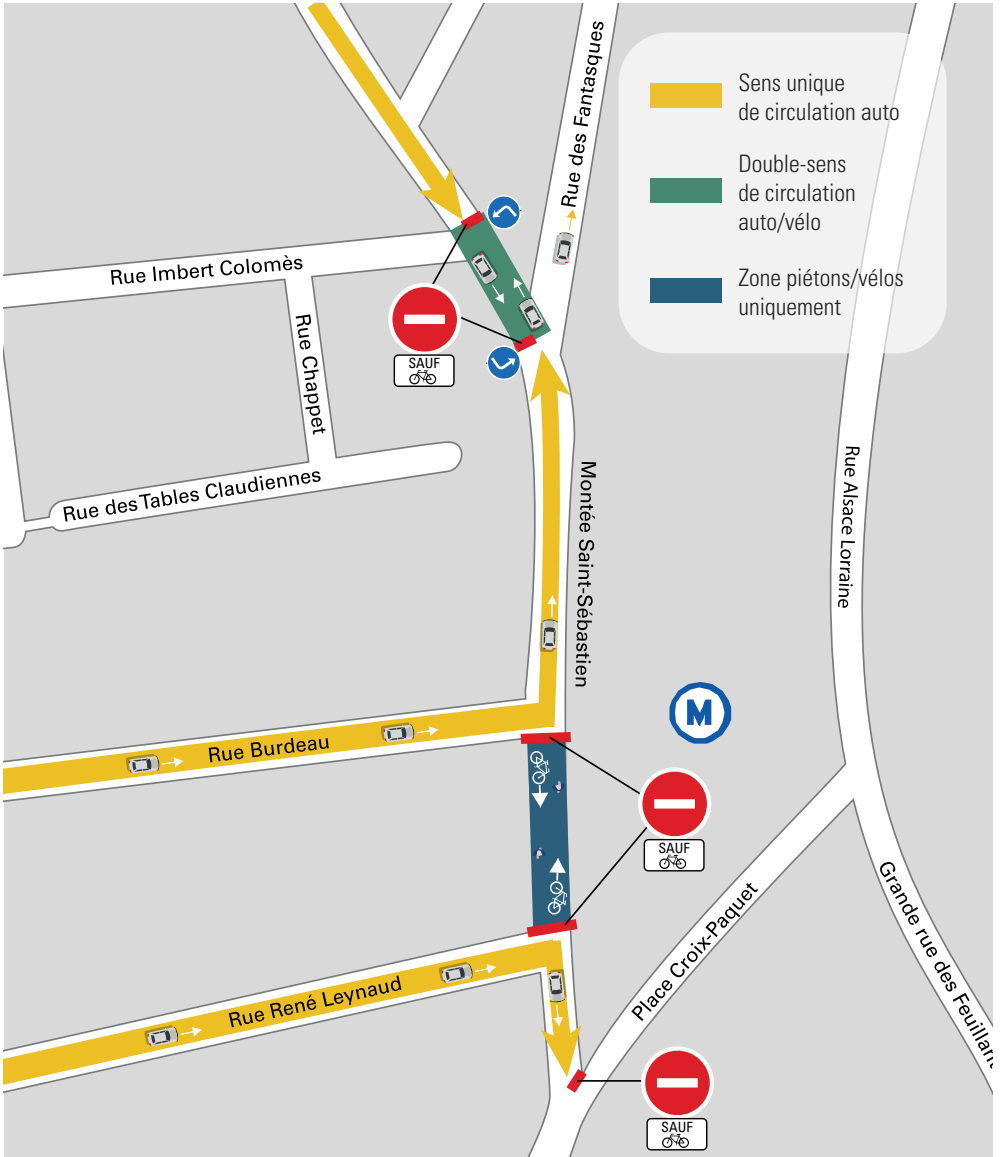 Rue des Fantasques
Sens unique
de circulation auto
Double-sens
de circulation
auto/vélo
Zone piétons/vélos
uniquement
Rue Imbert Colomès
Rue Chappet
SAUF
Rue des Tables Claudiennes
Montée Saint-Sébastien
Rue Alsace Lorraine
M
Rue Burdeau
SAUF
Place Croix-Paquet
Grande rue des Feuillant
Rue René Leynaud
SAUF